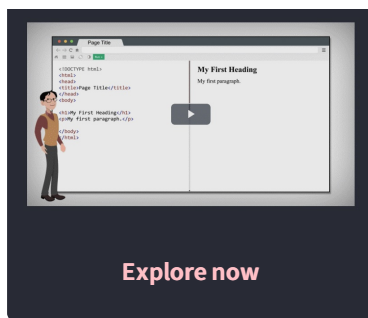 Page Title
<!DOCTYPE html>
<html>
<head>
<title>Page Title</title>
</head>
<body>
<h1>My First Heading</h1>
<p>My first paragraph.</p>
</body>
</html>
My First Heading
My first paragraph.
Explore now